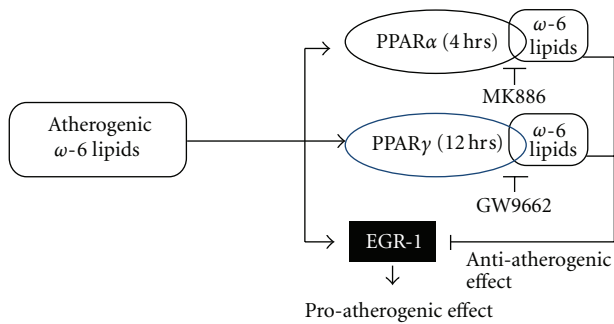 PPARα (4 hrs)
ω-6
lipids
MK886
Atherogenic
ω-6 lipids
PPARγ (12 hrs)
ω-6
lipids
GW9662
EGR-1
Anti-atherogenic
effect
Pro-atherogenic effect